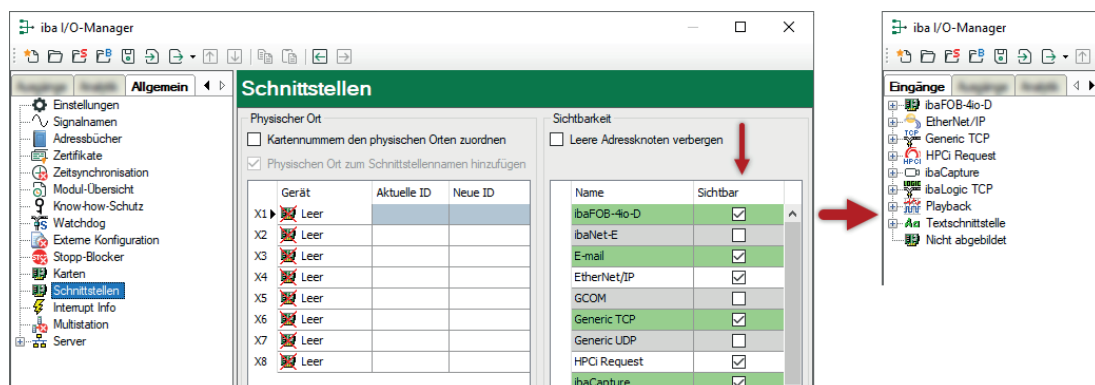 iba I/O-Manager
Allgemein
Einstellungen
Signalnamen
Adressbücher
Zertifikate
Zeitsynchronisation
Modul-Übersicht
Know-how-Schutz
Watchdog
Externe Konfiguration
Stopp-Blocker
Karten
Schnittstellen
Interrupt Info
Multistation
Server
Schnittstellen
Physischer Ort
Kartennummern den physischen Orten zuordnen
Physischen Ort zum Schnittstellennamen hinzufügen
Gerät Aktuelle ID Neue ID
X1 Leer
X2 Leer
X3 Leer
X4 Leer
X5 Leer
X6 Leer
X7 Leer
X8 Leer
Sichtbarkeit
Leere Adressknoten verbergen
Name Sichtbar
ibaFOB-4io-D
ibaNet-E
E-mail
EtherNet/IP
GCOM
Generic TCP
Generic UDP
HPCi Request
ibaCapture
iba I/O-Manager
Eingänge
ibaFOB-4io-D
EtherNet/IP
Generic TCP
HPCi Request
ibaCapture
ibaLogic TCP
Playback
Textschnittstelle
Nicht abgebildet